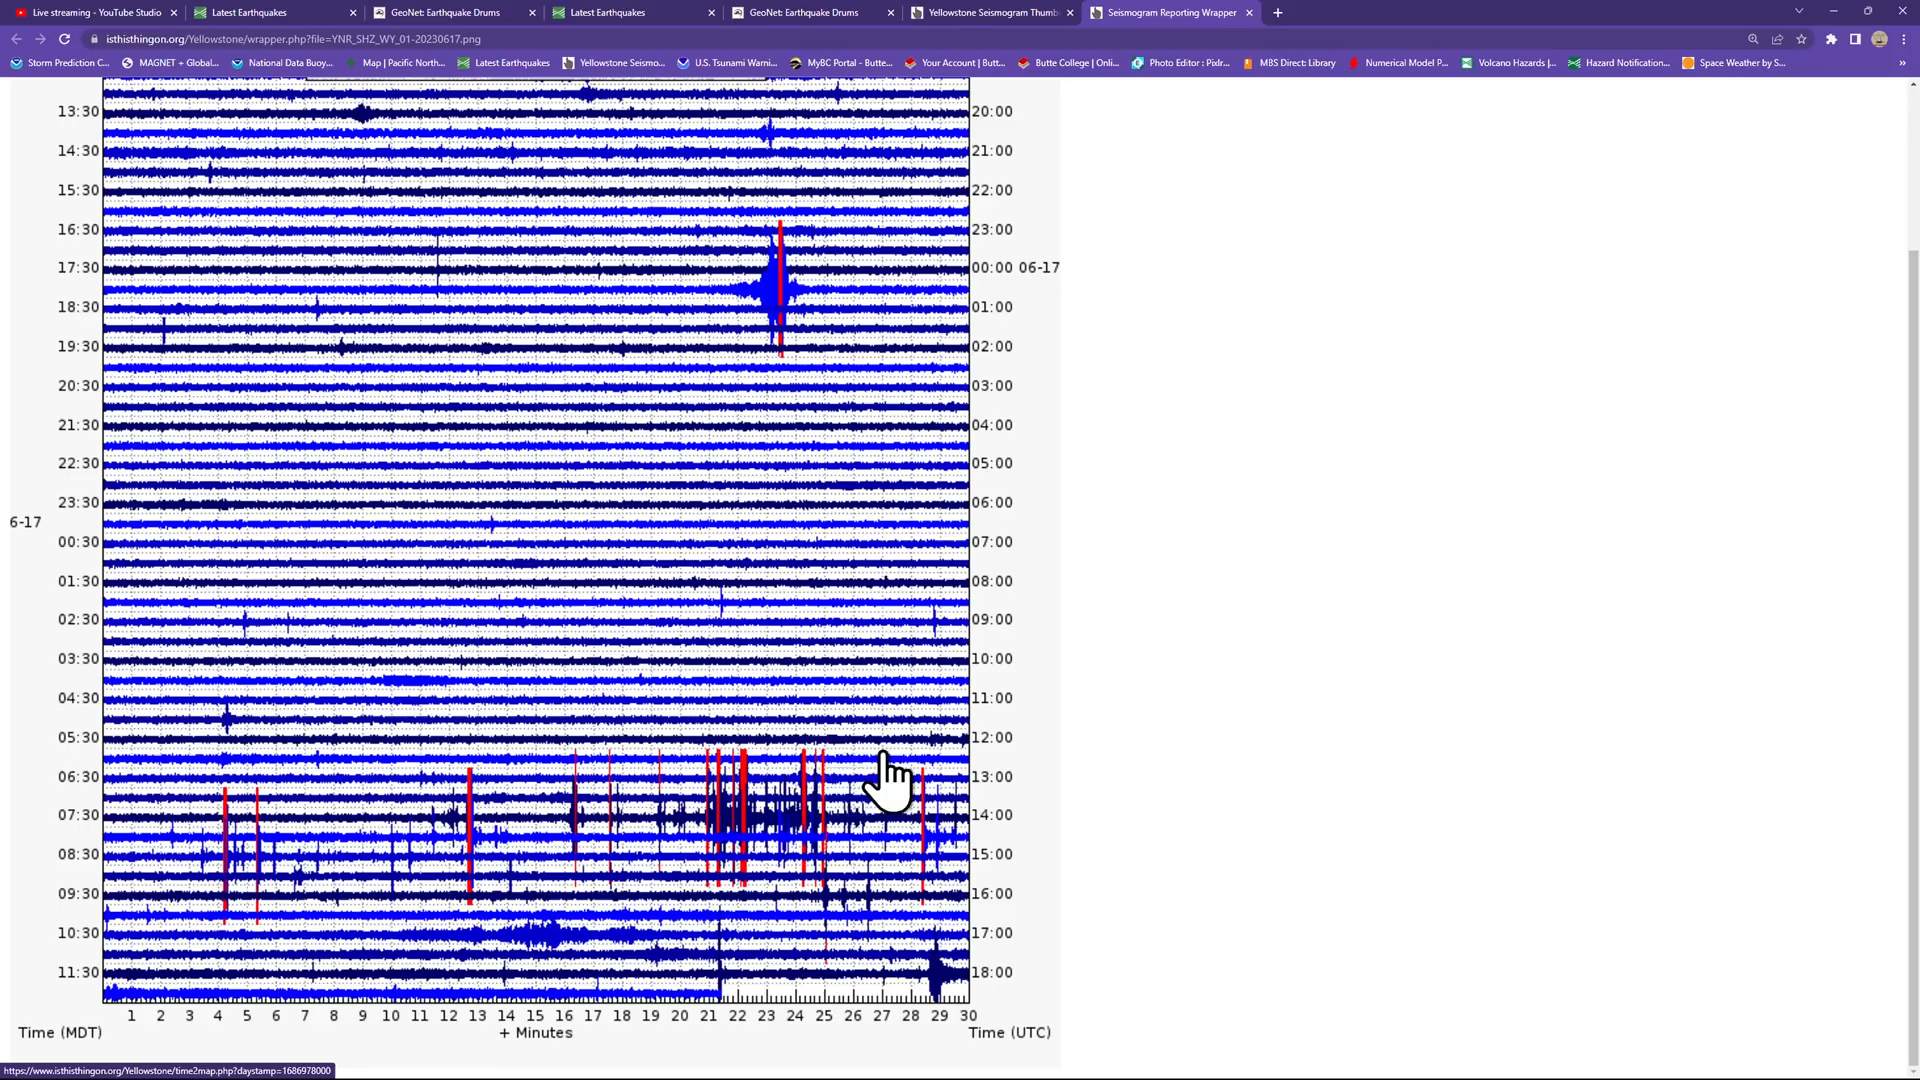 Live streaming - YouTube Studio
Latest Earthquakes
GeoNet: Earthquake Drums
Latest Earthquakes
GeoNet: Earthquake Drums
Yellowstone Seismogram Thumb
Seismogram Reporting Wrapper
isthisthingon.org/Yellowstone/wrapper.php?file=YNR_SHZ_WY_01-20230617.png
Storm Prediction C...
MAGNET + Global...
National Data Buoy...
Map | Pacific North...
Latest Earthquakes
Yellowstone Seismo...
U.S. Tsunami Warni...
MyBC Portal - Butte...
Your Account | Butt...
Butte College | Onli...
Photo Editor : Pixlr...
MBS Direct Library
Numerical Model P...
Volcano Hazards |...
Hazard Notification...
Space Weather by S...
»
13:30 20:00
14:30 21:00
15:30 22:00
16:30 23:00
17:30 00:00 06-17
18:30 01:00
19:30 02:00
20:30 03:00
21:30 04:00
22:30 05:00
23:30 06:00
6-17
00:30 07:00
01:30 08:00
02:30 09:00
03:30 10:00
04:30 11:00
05:30 12:00
06:30 13:00
07:30 14:00
08:30 15:00
09:30 16:00
10:30 17:00
11:30 18:00
1 2 3 4 5 6 7 8 9 10 11 12 13 14 15 16 17 18 19 20 21 22 23 24 25 26 27 28 29 30
Time (MDT) + Minutes Time (UTC)
https://www.isthisthingon.org/Yellowstone/time2map.php?daystamp=1686978000